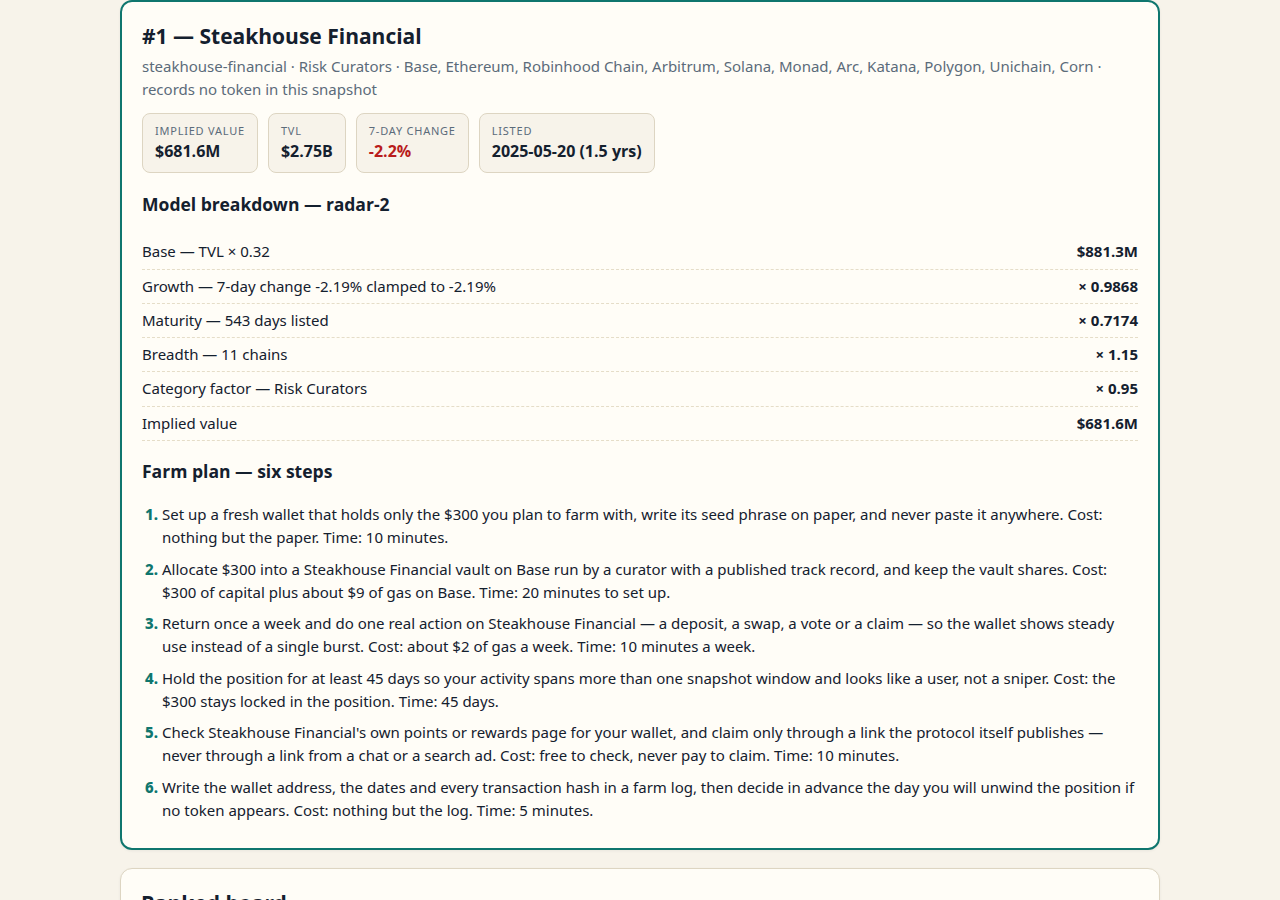 #1 — Steakhouse Financial
steakhouse-financial · Risk Curators · Base, Ethereum, Robinhood Chain, Arbitrum, Solana, Monad, Arc, Katana, Polygon, Unichain, Corn ·
records no token in this snapshot
IMPLIED VALUE
$681.6M
TVL
$2.75B
7-DAY CHANGE
-2.2%
LISTED
2025-05-20 (1.5 yrs)
Model breakdown — radar-2
Base — TVL × 0.32 $881.3M
Growth — 7-day change -2.19% clamped to -2.19% × 0.9868
Maturity — 543 days listed × 0.7174
Breadth — 11 chains × 1.15
Category factor — Risk Curators × 0.95
Implied value $681.6M
Farm plan — six steps
1. Set up a fresh wallet that holds only the $300 you plan to farm with, write its seed phrase on paper, and never paste it anywhere. Cost:
nothing but the paper. Time: 10 minutes.
2. Allocate $300 into a Steakhouse Financial vault on Base run by a curator with a published track record, and keep the vault shares. Cost:
$300 of capital plus about $9 of gas on Base. Time: 20 minutes to set up.
3. Return once a week and do one real action on Steakhouse Financial — a deposit, a swap, a vote or a claim — so the wallet shows steady
use instead of a single burst. Cost: about $2 of gas a week. Time: 10 minutes a week.
4. Hold the position for at least 45 days so your activity spans more than one snapshot window and looks like a user, not a sniper. Cost: the
$300 stays locked in the position. Time: 45 days.
5. Check Steakhouse Financial's own points or rewards page for your wallet, and claim only through a link the protocol itself publishes —
never through a link from a chat or a search ad. Cost: free to check, never pay to claim. Time: 10 minutes.
6. Write the wallet address, the dates and every transaction hash in a farm log, then decide in advance the day you will unwind the position if
no token appears. Cost: nothing but the log. Time: 5 minutes.
Ranked board